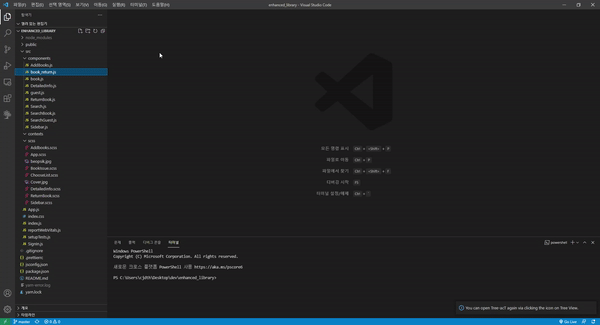 파일(F) 편집(E) 선택 영역(S) 보기(V) 이동(G) 실행(R) 터미널(T) 도움말(H)
enhanced_library - Visual Studio Code
탐색기
열려 있는 편집기
ENHANCED_LIBRARY
node_modules
public
src
components
AddBooks.js
book_return.js
book.js
DetailedInfo.js
guest.js
ReturnBook.js
Search.js
SearchBook.js
SearchGuest.js
Sidebar.js
contexts
scss
AddBooks.scss
App.scss
BookIssue.scss
ChooseList.scss
Cover.jpg
DetailedInfo.scss
ReturnBook.scss
Sidebar.scss
App.js
index.css
index.js
reportWebVitals.js
setupTests.js
SignIn.js
.gitignore
.prettierrc
jsconfig.json
package.json
README.md
yarn-error.log
yarn.lock
개요
타임라인
모든 명령 표시 Ctrl + Shift + P
파일로 이동 Ctrl + P
파일에서 찾기 Ctrl + Shift + F
디버깅 시작 F5
터미널 설정/해제 Ctrl + `
문제 출력 디버그 콘솔 터미널
powershell
Windows PowerShell
Copyright (C) Microsoft Corporation. All rights reserved.
새로운 크로스 플랫폼 PowerShell 사용 https://aka.ms/pscore6
PS C:\Users\cjoh9\Desktop\dev\enhanced_library>
You can open Tree-acT again via clicking the icon on Tree View.
master
0 0
Go Live